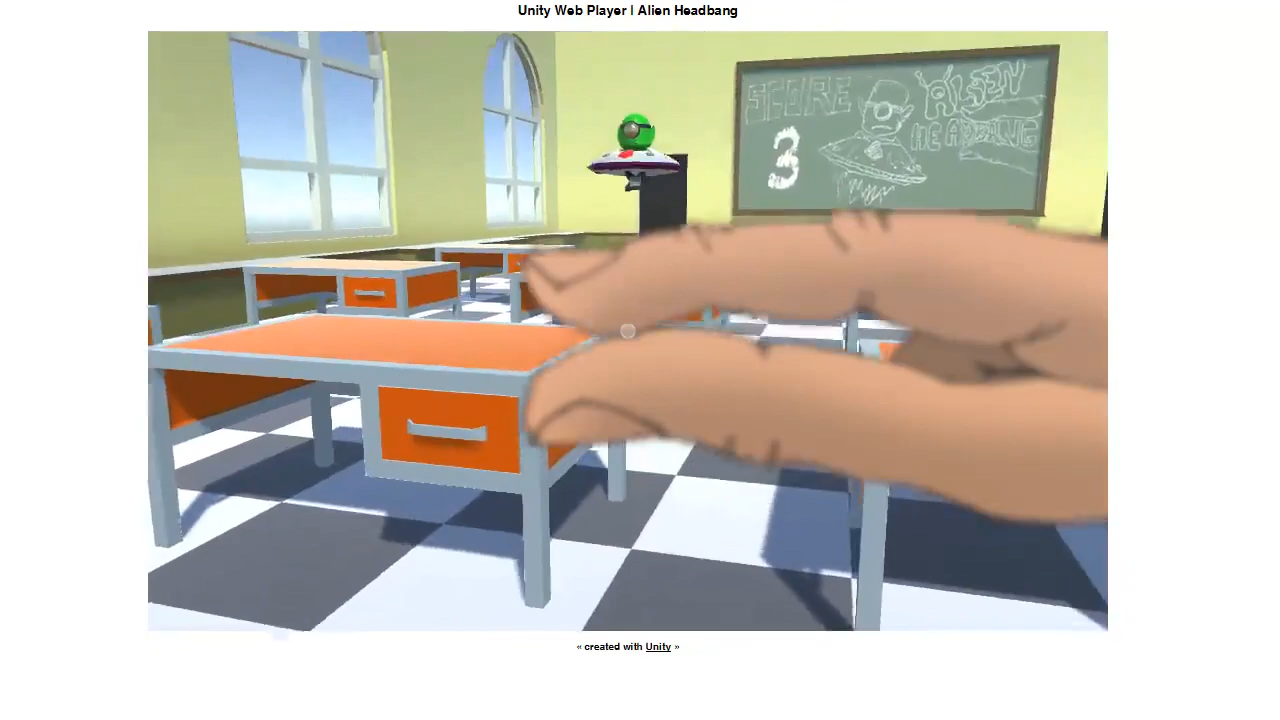 Unity Web Player | Alien Headbang
SCORE
3
ALIEN
HEADBANG
« created with Unity »